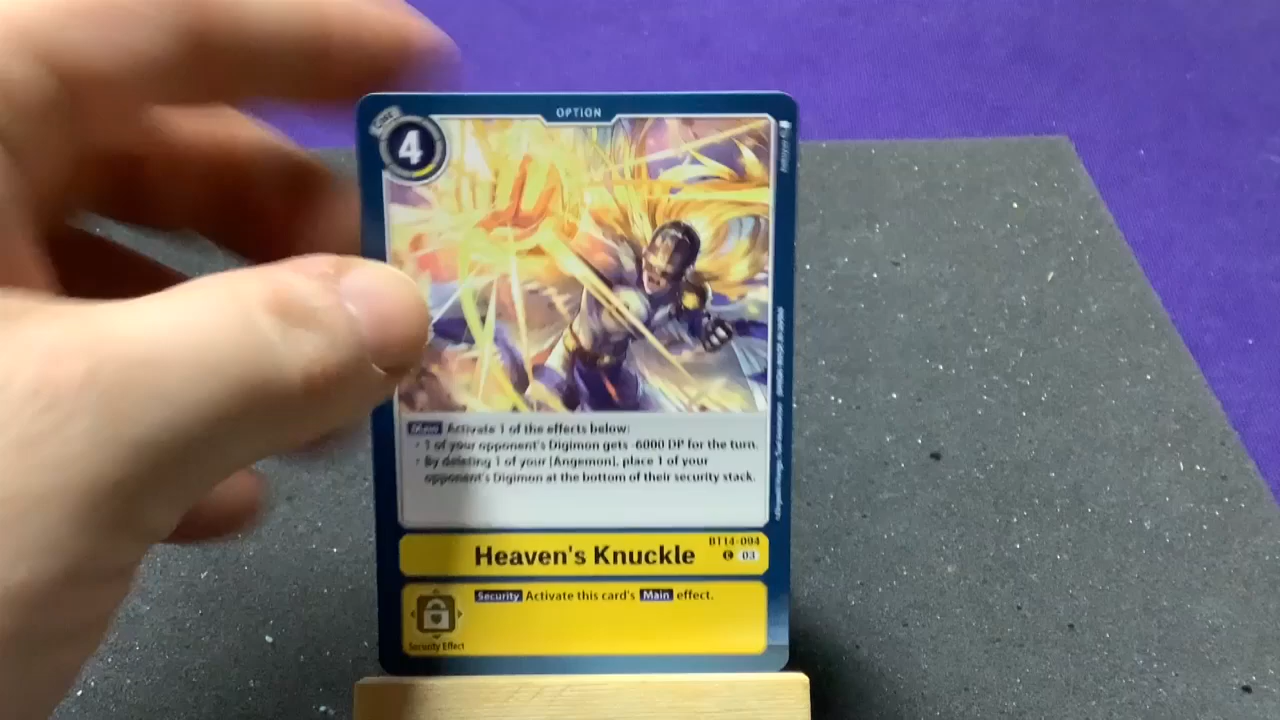 OPTION
4
Main Activate 1 of the effects below:
・1 of your opponent's Digimon gets -6000 DP for the turn.
・By deleting 1 of your [Angemon], place 1 of your
opponent's Digimon at the bottom of their security stack.
BT14-094
Heaven's Knuckle
C 03
Security Activate this card's Main effect.
Security Effect